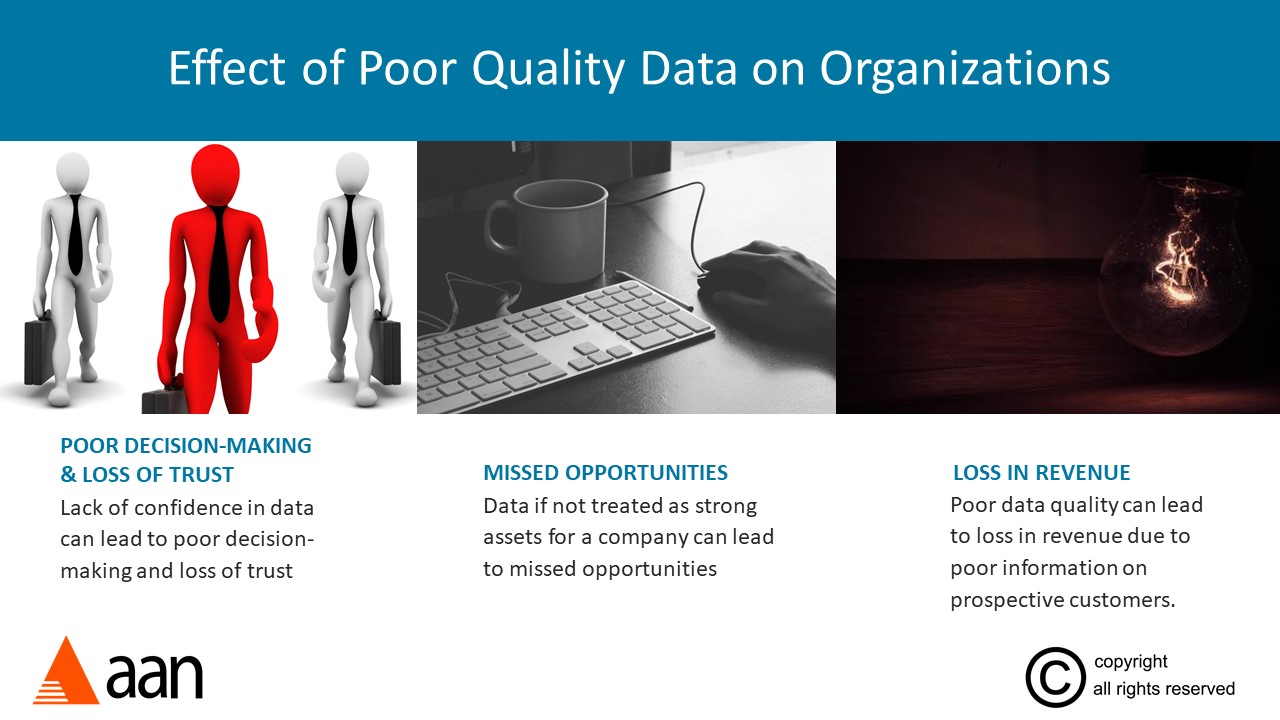 Effect of Poor Quality Data on Organizations
POOR DECISION-MAKING
& LOSS OF TRUST
Lack of confidence in data
can lead to poor decision-
making and loss of trust
MISSED OPPORTUNITIES
Data if not treated as strong
assets for a company can lead
to missed opportunities
LOSS IN REVENUE
Poor data quality can lead
to loss in revenue due to
poor information on
prospective customers.
aan
©
copyright
all rights reserved